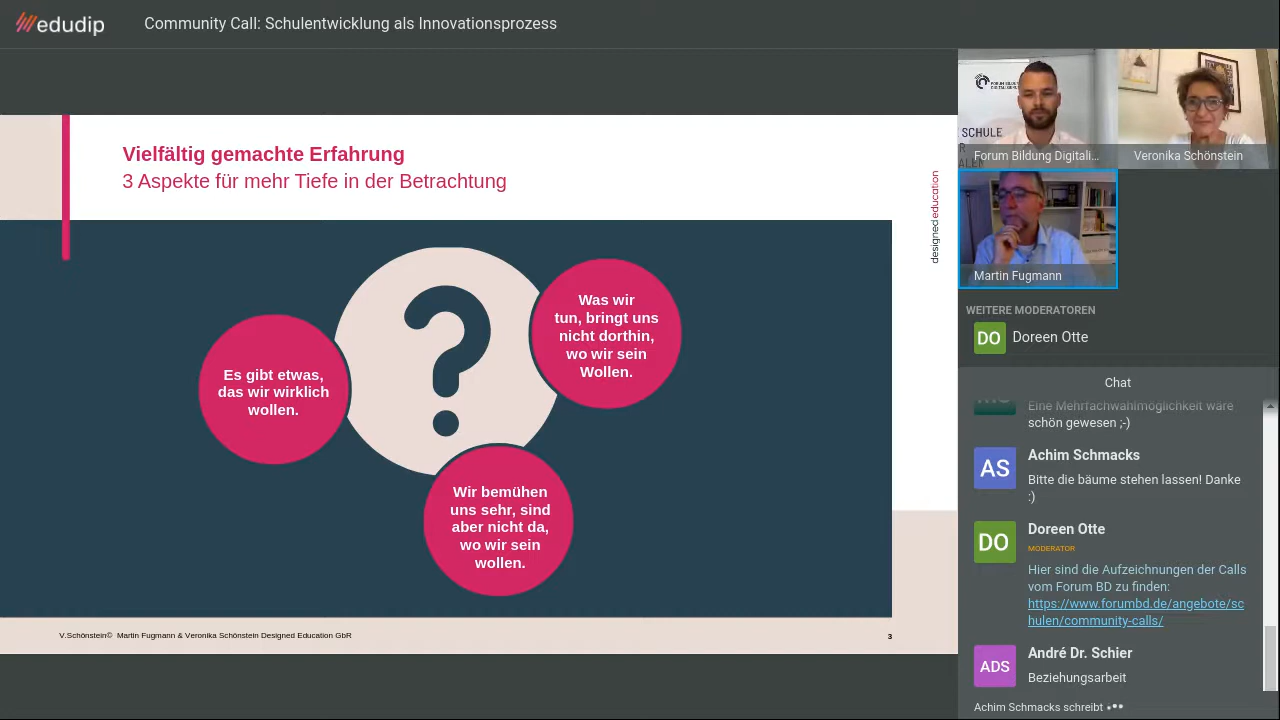 edudip
Community Call: Schulentwicklung als Innovationsprozess
Vielfältig gemachte Erfahrung
3 Aspekte für mehr Tiefe in der Betrachtung
designed education
Es gibt etwas,
das wir wirklich
wollen.
Was wir
tun, bringt uns
nicht dorthin,
wo wir sein
Wollen.
Wir bemühen
uns sehr, sind
aber nicht da,
wo wir sein
wollen.
V.Schönstein© Martin Fugmann & Veronika Schönstein Designed Education GbR
3
SCHULE
Forum Bildung Digitali...
Veronika Schönstein
Martin Fugmann
WEITERE MODERATOREN
DO
Doreen Otte
Chat
Eine Mehrfachwahlmöglichkeit wäre
schön gewesen ;-)
AS
Achim Schmacks
Bitte die bäume stehen lassen! Danke
:)
DO
Doreen Otte
MODERATOR
Hier sind die Aufzeichnungen der Calls
vom Forum BD zu finden:
https://www.forumbd.de/angebote/sc
hulen/community-calls/
ADS
André Dr. Schier
Beziehungsarbeit
Achim Schmacks schreibt